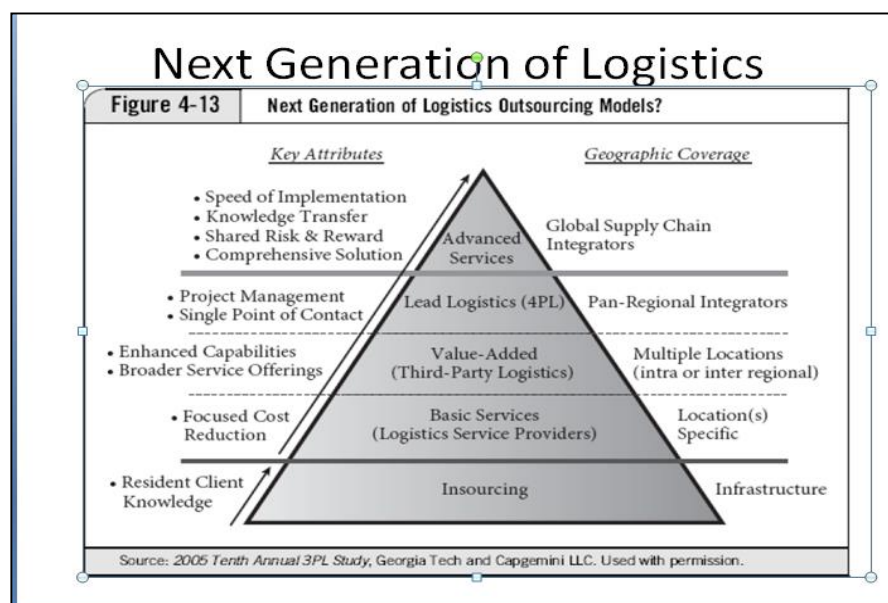 Next Generation of Logistics
Figure 4-13 Next Generation of Logistics Outsourcing Models?
Key Attributes
Geographic Coverage
• Speed of Implementation
• Knowledge Transfer
• Shared Risk & Reward
• Comprehensive Solution
Advanced
Services
Global Supply Chain
Integrators
• Project Management
• Single Point of Contact
Lead Logistics (4PL)
Pan-Regional Integrators
• Enhanced Capabilities
• Broader Service Offerings
Value-Added
(Third-Party Logistics)
Multiple Locations
(intra or inter regional)
• Focused Cost
Reduction
Basic Services
(Logistics Service Providers)
Location(s)
Specific
• Resident Client
Knowledge
Insourcing
Infrastructure
Source: 2005 Tenth Annual 3PL Study, Georgia Tech and Capgemini LLC. Used with permission.